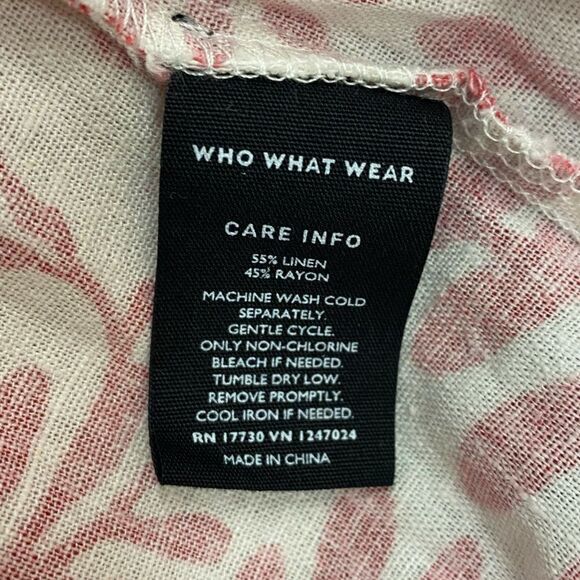 WHO WHAT WEAR
CARE INFO
55% LINEN
45% RAYON
MACHINE WASH COLD
SEPARATELY.
GENTLE CYCLE.
ONLY NON-CHLORINE
BLEACH IF NEEDED.
TUMBLE DRY LOW.
REMOVE PROMPTLY.
COOL IRON IF NEEDED.
RN 17730 VN 1247024
MADE IN CHINA